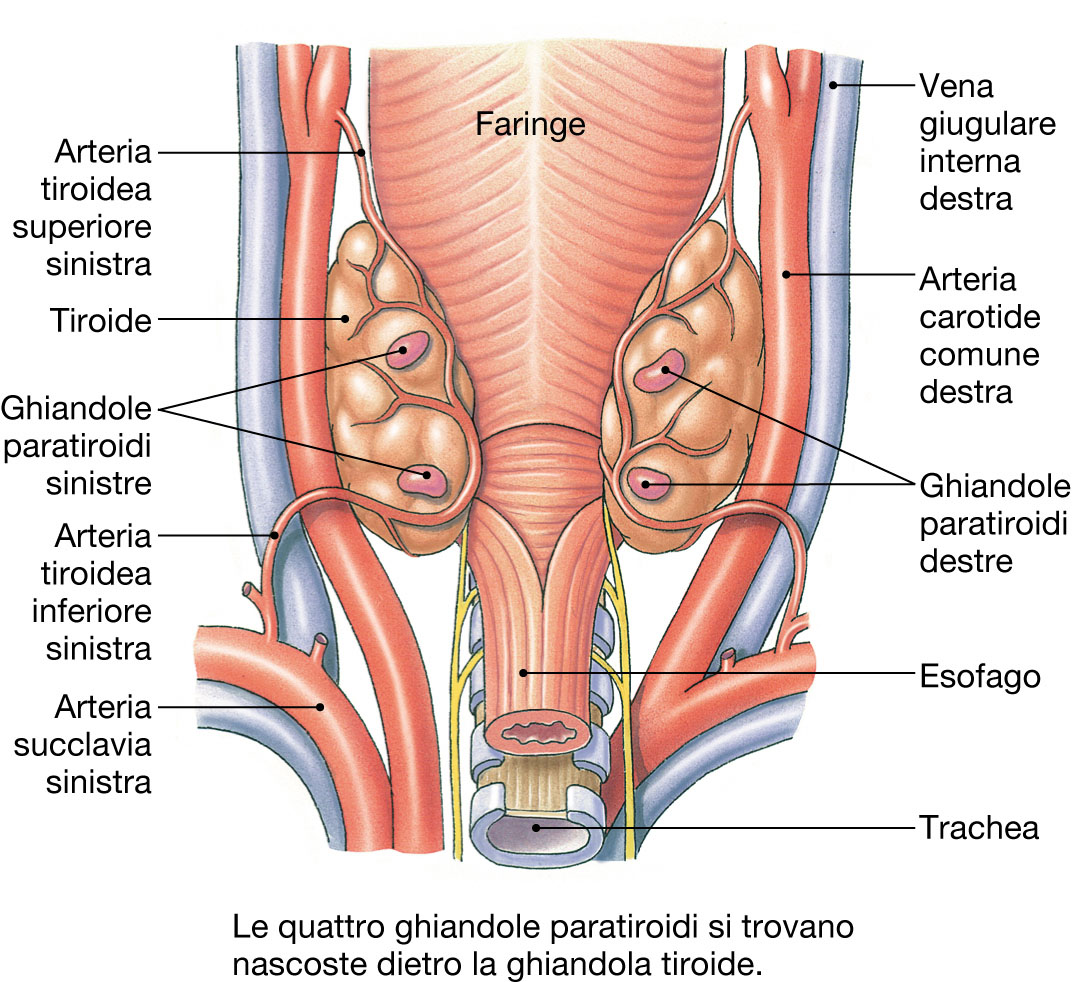 Faringe
Arteria
tiroidea
superiore
sinistra
Tiroide
Ghiandole
paratiroidi
sinistre
Arteria
tiroidea
inferiore
sinistra
Arteria
succlavia
sinistra
Vena
giugulare
interna
destra
Arteria
carotide
comune
destra
Ghiandole
paratiroidi
destre
Esofago
Trachea
Le quattro ghiandole paratiroidi si trovano
nascoste dietro la ghiandola tiroide.